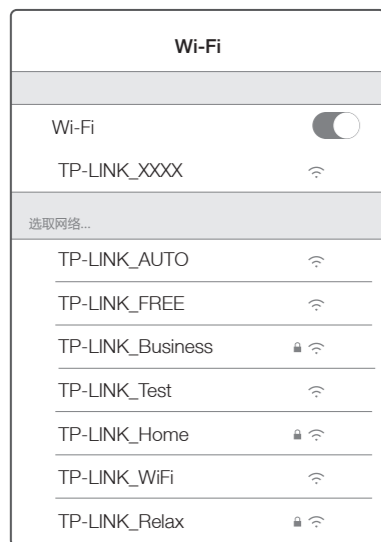 Wi-Fi
Wi-Fi
TP-LINK_XXXX
选取网络...
TP-LINK_AUTO
TP-LINK_FREE
TP-LINK_Business
TP-LINK_Test
TP-LINK_Home
TP-LINK_WiFi
TP-LINK_Relax